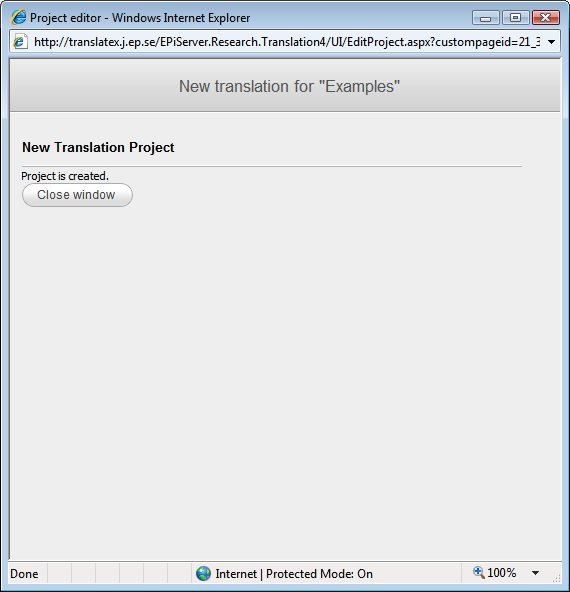 Project editor - Windows Internet Explorer
http://translatex.j.ep.se/EPiServer.Research.Translation4/UI/EditProject.aspx?custompageid=21_3
New translation for "Examples"
New Translation Project
Project is created.
Close window
Done Internet | Protected Mode: On 100%